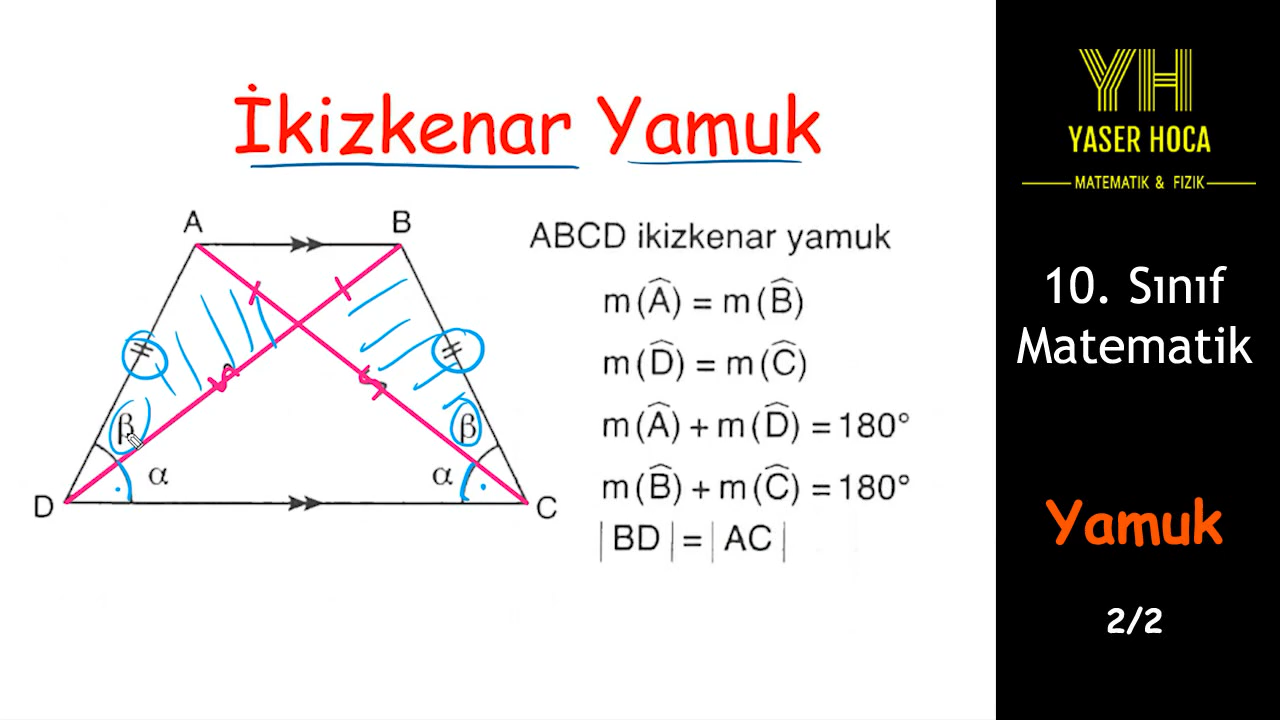 İkizkenar Yamuk
A B
β β
α α
D C
ABCD ikizkenar yamuk
m(Â) = m(B̂)
m(D̂) = m(Ĉ)
m(Â) + m(D̂) = 180°
m(B̂) + m(Ĉ) = 180°
|BD| = |AC|
YH
YASER HOCA
MATEMATIK & FIZIK
10. Sınıf
Matematik
Yamuk
2/2